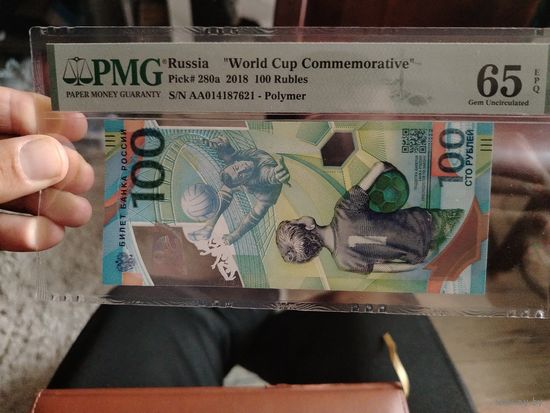 PMG® Russia "World Cup Commemorative"
Pick# 280a 2018 100 Rubles
PAPER MONEY GUARANTY
S/N AA014187621 - Polymer
65 EPQ
Gem Uncirculated
БИЛЕТ БАНКА РОССИИ
100
1
100
СТО РУБЛЕЙ